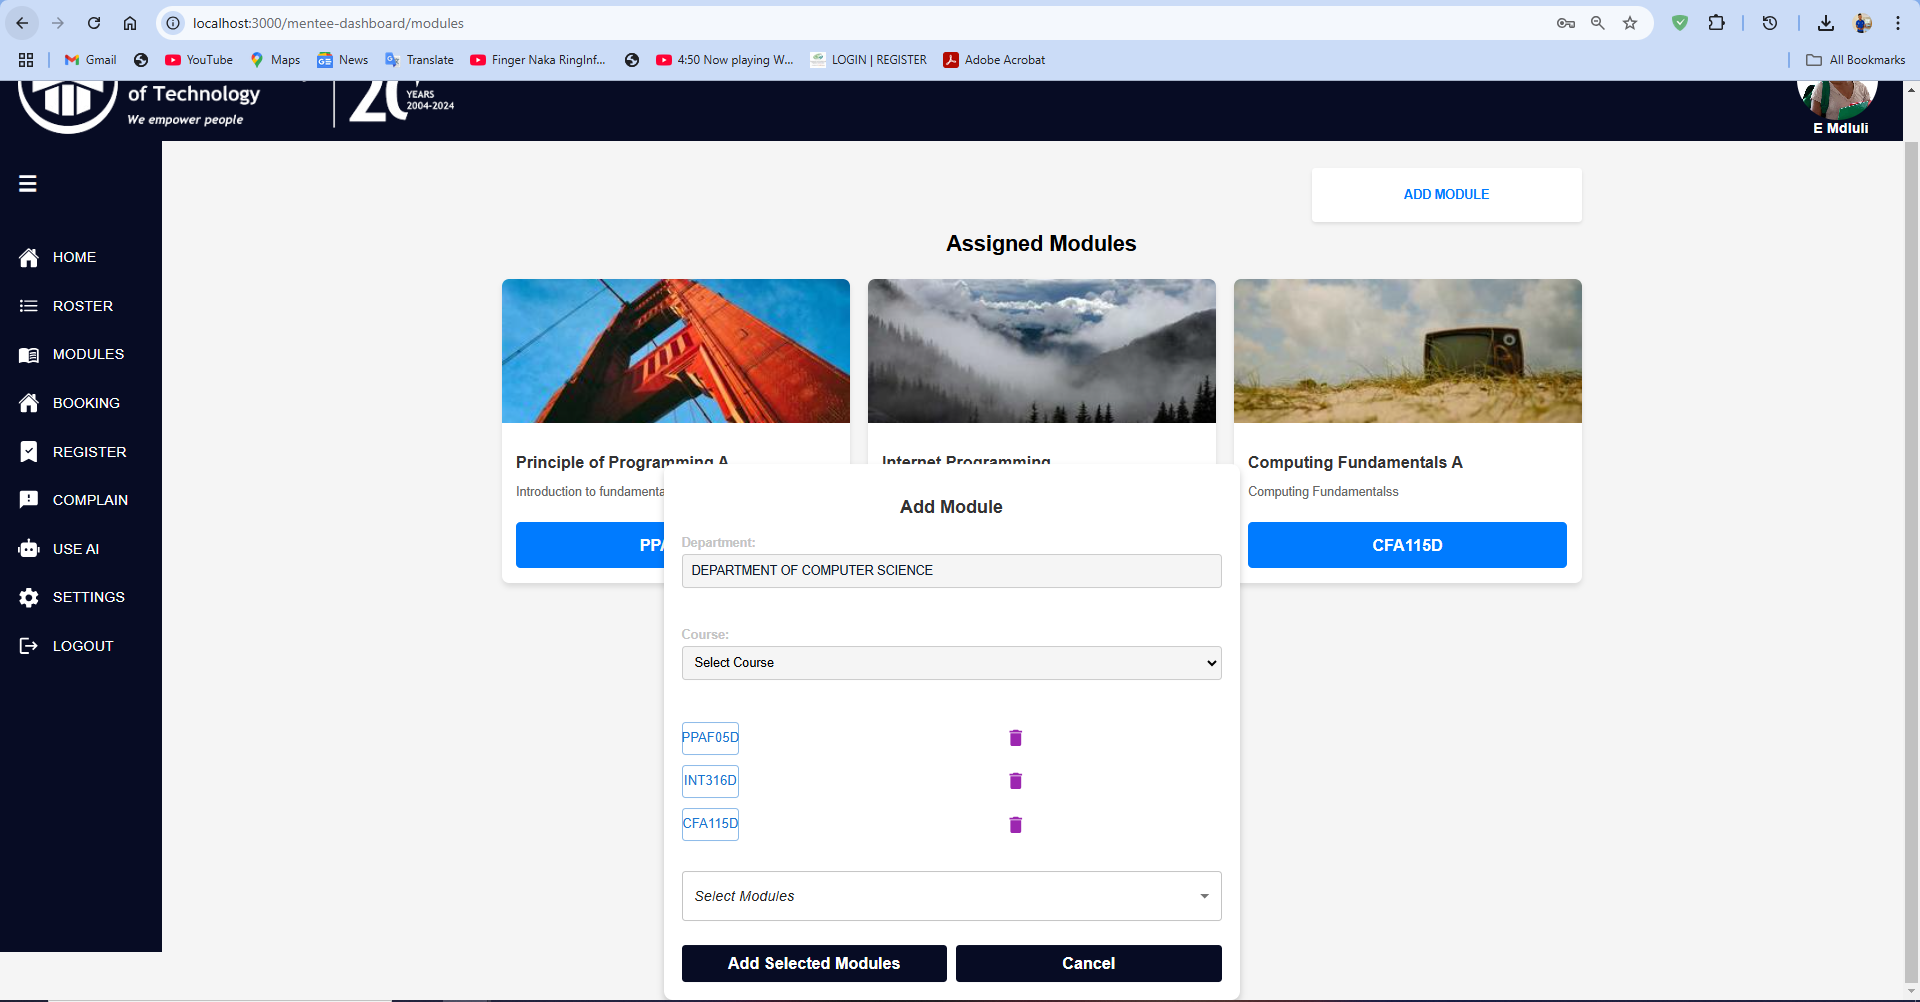 localhost:3000/mentee-dashboard/modules
Gmail
YouTube
Maps
News
Translate
Finger Naka RingInf...
4:50 Now playing W...
LOGIN | REGISTER
Adobe Acrobat
All Bookmarks
of Technology
We empower people
20
YEARS
2004-2024
E Mdluli
HOME
ROSTER
MODULES
BOOKING
REGISTER
COMPLAIN
USE AI
SETTINGS
LOGOUT
ADD MODULE
Assigned Modules
Principle of Programming A
Introduction to fundamenta
PPA
Internet Programming
Computing Fundamentals A
Computing Fundamentalss
CFA115D
Add Module
Department:
DEPARTMENT OF COMPUTER SCIENCE
Course:
Select Course
PPAF05D
INT316D
CFA115D
Select Modules
Add Selected Modules
Cancel